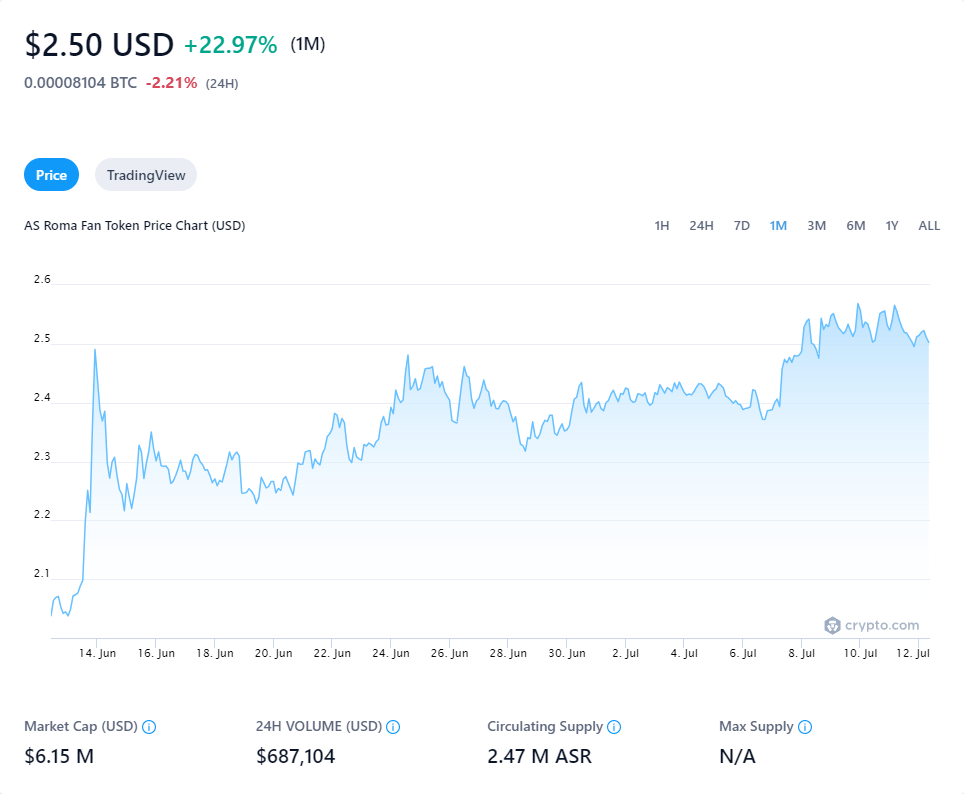 $2.50 USD +22.97% (1M)
0.00008104 BTC -2.21% (24H)
Price TradingView
AS Roma Fan Token Price Chart (USD) 1H 24H 7D 1M 3M 6M 1Y ALL
2.6
2.5
2.4
2.3
2.2
2.1
crypto.com
14. Jun 16. Jun 18. Jun 20. Jun 22. Jun 24. Jun 26. Jun 28. Jun 30. Jun 2. Jul 4. Jul 6. Jul 8. Jul 10. Jul 12. Jul
Market Cap (USD) 24H VOLUME (USD) Circulating Supply Max Supply
$6.15 M $687,104 2.47 M ASR N/A